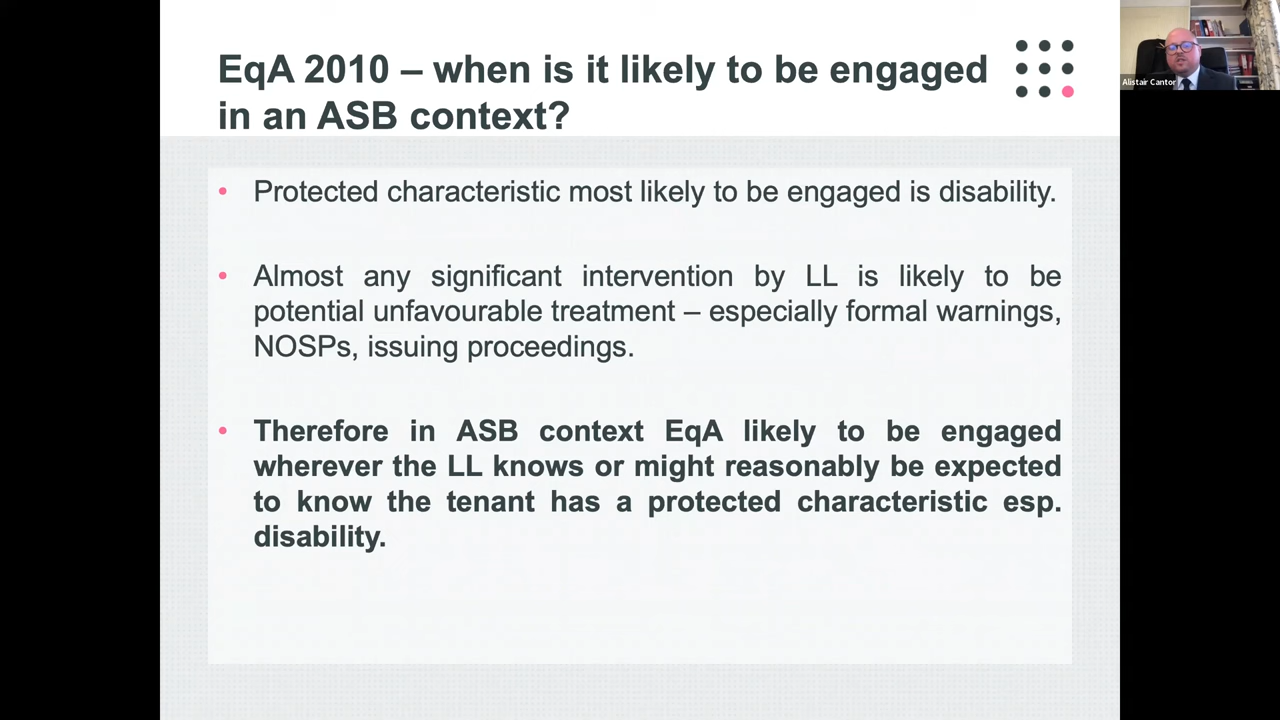 EqA 2010 – when is it likely to be engaged
in an ASB context?
Alistair Cantor
• Protected characteristic most likely to be engaged is disability.
• Almost any significant intervention by LL is likely to be
potential unfavourable treatment – especially formal warnings,
NOSPs, issuing proceedings.
• Therefore in ASB context EqA likely to be engaged
wherever the LL knows or might reasonably be expected
to know the tenant has a protected characteristic esp.
disability.